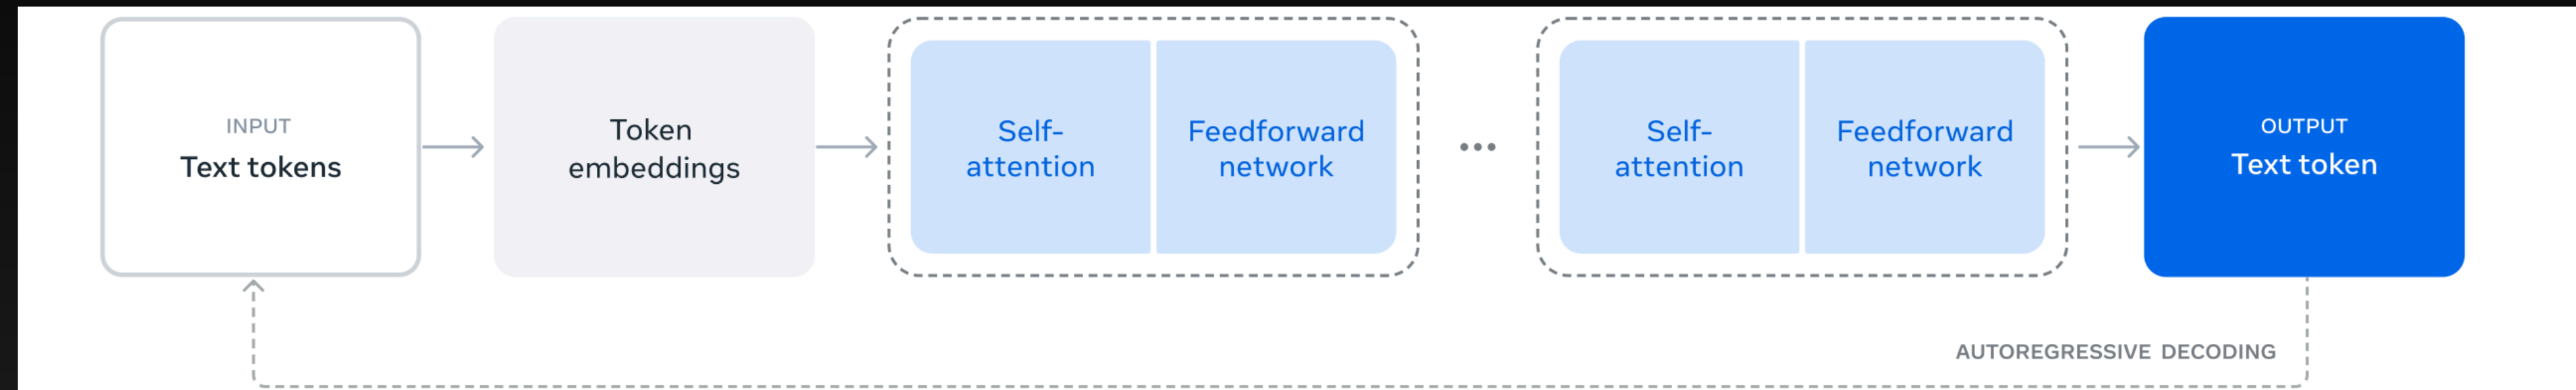 INPUT
Text tokens
Token
embeddings
Self-
attention
Feedforward
network
Self-
attention
Feedforward
network
OUTPUT
Text token
AUTOREGRESSIVE DECODING